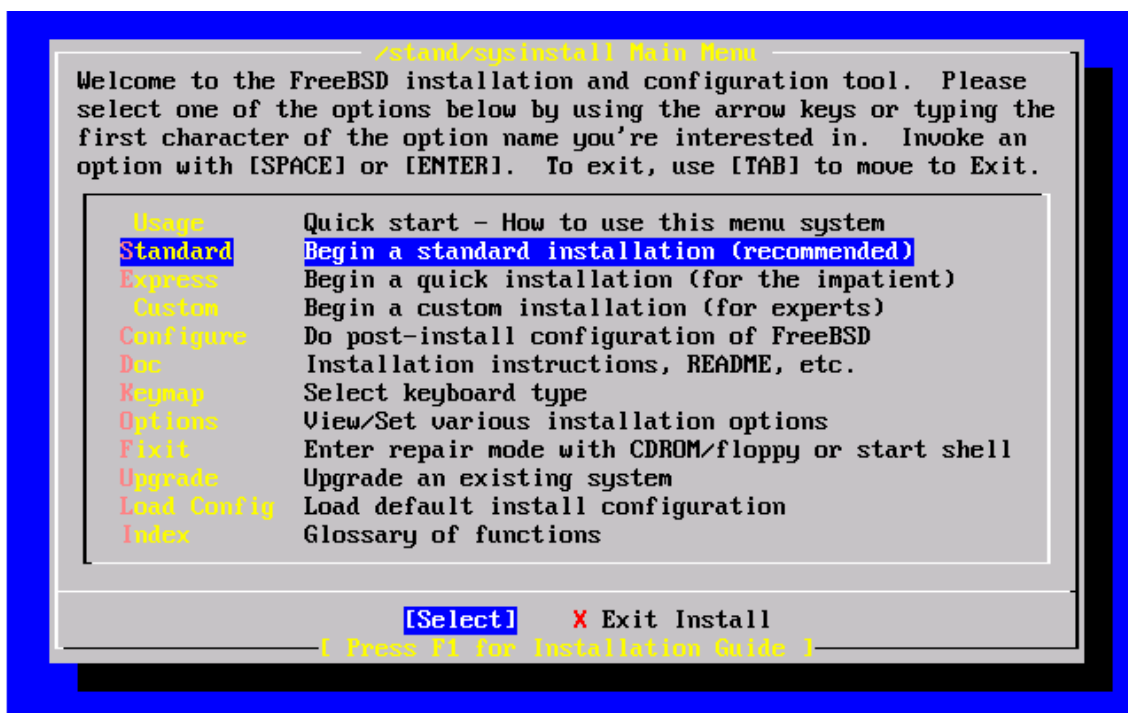 /stand/sysinstall Main Menu
Welcome to the FreeBSD installation and configuration tool.  Please
select one of the options below by using the arrow keys or typing the
first character of the option name you're interested in.  Invoke an
option with [SPACE] or [ENTER].  To exit, use [TAB] to move to Exit.
Usage Quick start - How to use this menu system
Standard Begin a standard installation (recommended)
Express Begin a quick installation (for the impatient)
Custom Begin a custom installation (for experts)
Configure Do post-install configuration of FreeBSD
Doc Installation instructions, README, etc.
Keymap Select keyboard type
Options View/Set various installation options
Fixit Enter repair mode with CDROM/floppy or start shell
Upgrade Upgrade an existing system
Load Config Load default install configuration
Index Glossary of functions
[Select] X Exit Install
[ Press F1 for Installation Guide ]